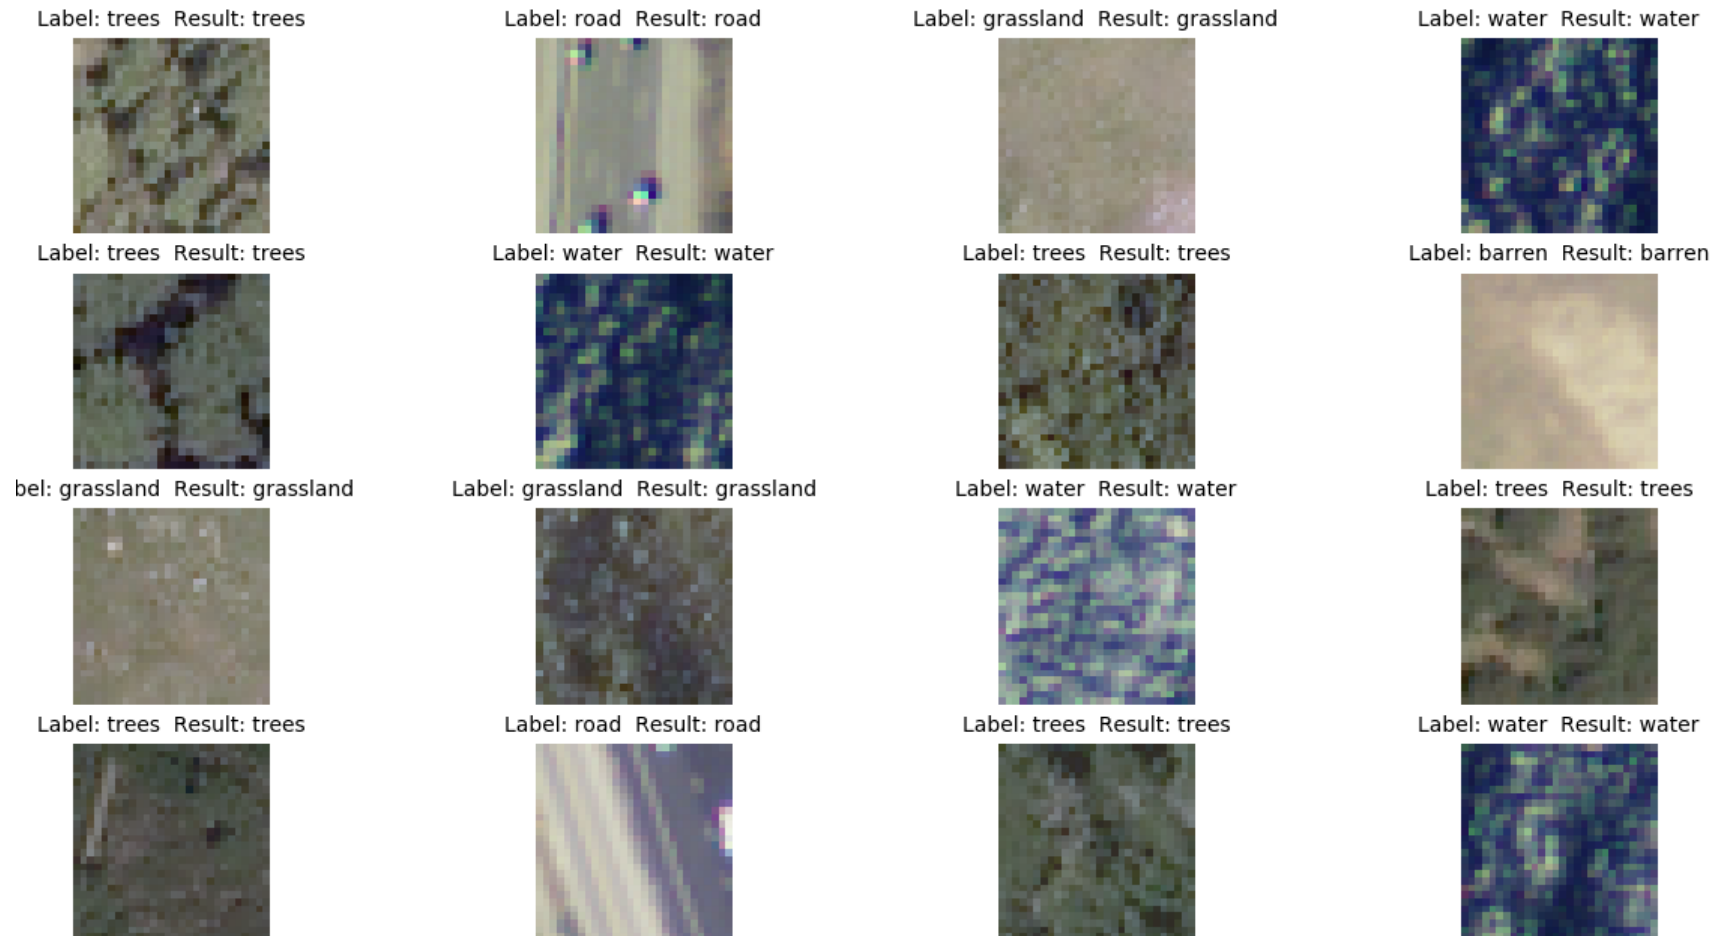 Label: trees  Result: trees
Label: road  Result: road
Label: grassland  Result: grassland
Label: water  Result: water
Label: trees  Result: trees
Label: water  Result: water
Label: trees  Result: trees
Label: barren  Result: barren
bel: grassland  Result: grassland
Label: grassland  Result: grassland
Label: water  Result: water
Label: trees  Result: trees
Label: trees  Result: trees
Label: road  Result: road
Label: trees  Result: trees
Label: water  Result: water